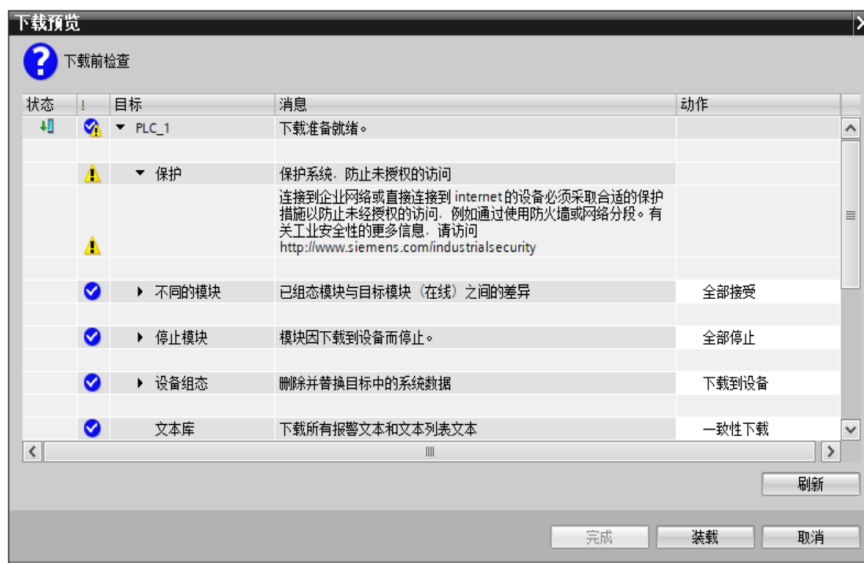 下载预览
下载前检查
状态 ! 目标 消息 动作
PLC_1 下载准备就绪。
保护 保护系统，防止未授权的访问
连接到企业网络或直接连接到 internet 的设备必须采取合适的保护
措施以防止未经授权的访问，例如通过使用防火墙或网络分段。有
关工业安全性的更多信息，请访问
http://www.siemens.com/industrialsecurity
不同的模块 已组态模块与目标模块（在线）之间的差异 全部接受
停止模块 模块因下载到设备而停止。 全部停止
设备组态 删除并替换目标中的系统数据 下载到设备
文本库 下载所有报警文本和文本列表文本 一致性下载
刷新
完成 装载 取消